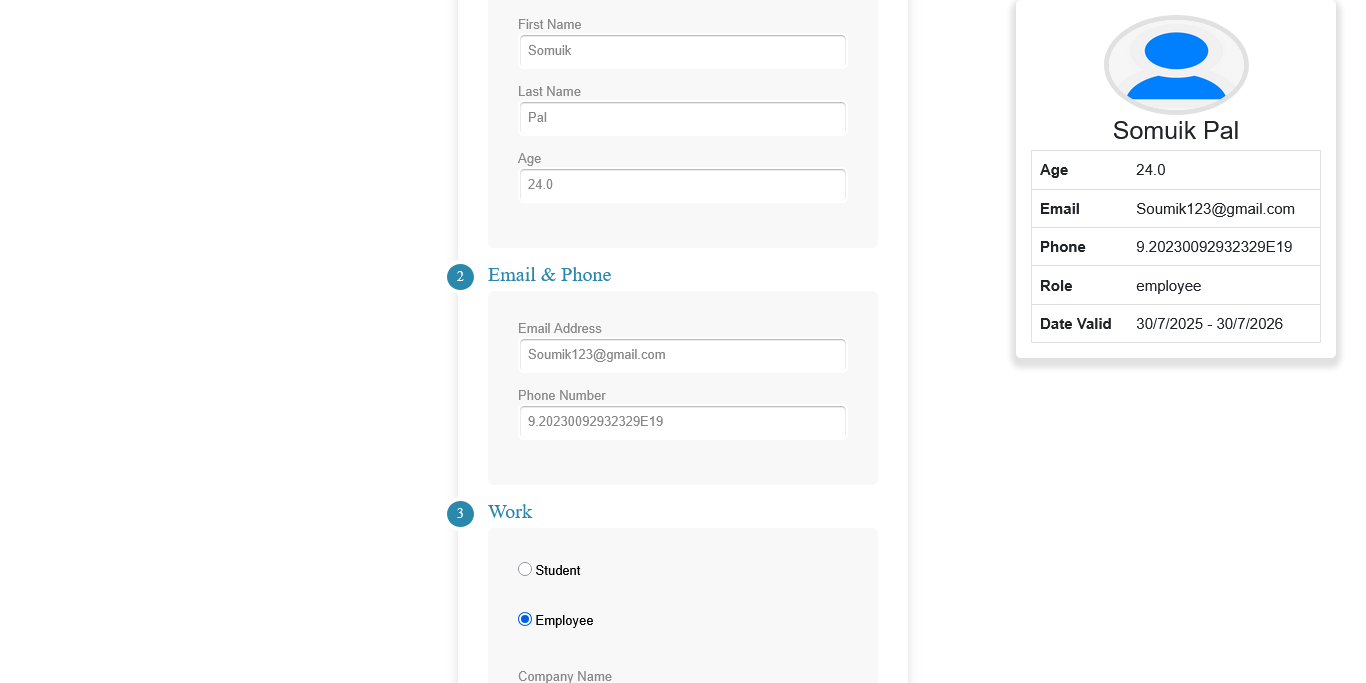 First Name
Somuik
Last Name
Pal
Age
24.0
2 Email & Phone
Email Address
Soumik123@gmail.com
Phone Number
9.20230092932329E19
3 Work
Student
Employee
Company Name
Somuik Pal
Age 24.0
Email Soumik123@gmail.com
Phone 9.20230092932329E19
Role employee
Date Valid 30/7/2025 - 30/7/2026